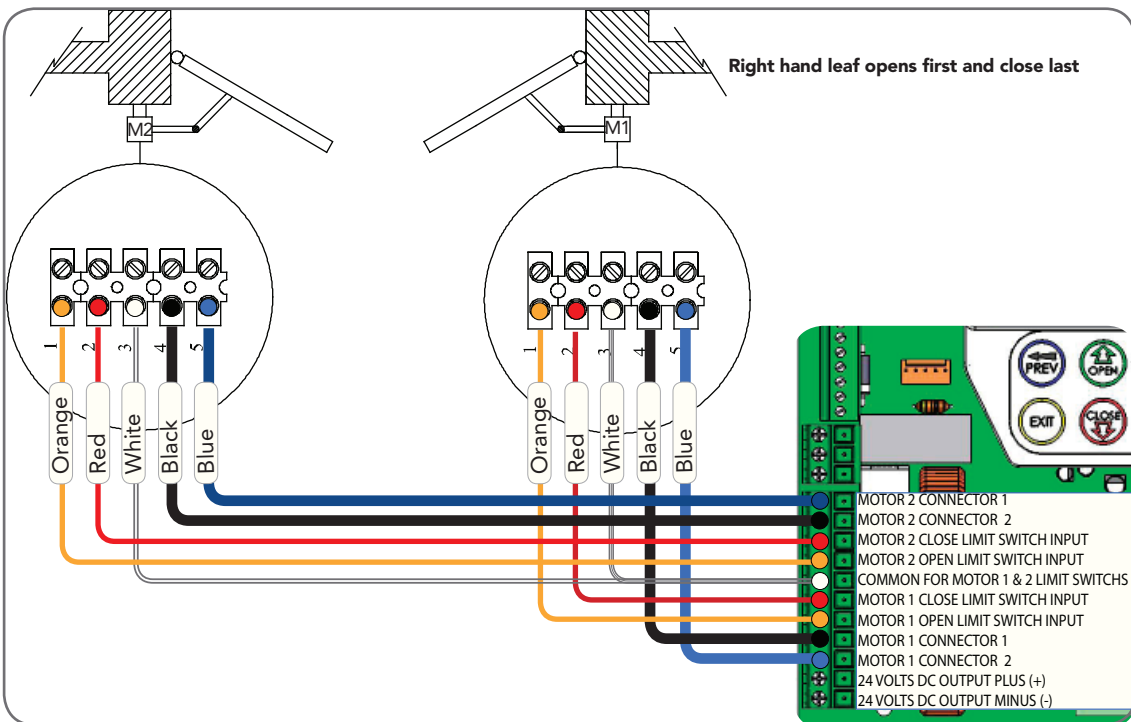 Right hand leaf opens first and close last
M2
M1
1
2
3
4
5
Orange
Red
White
Black
Blue
1
2
3
4
5
Orange
Red
White
Black
Blue
PREV
OPEN
EXIT
CLOSE
MOTOR 2 CONNECTOR 1
MOTOR 2 CONNECTOR 2
MOTOR 2 CLOSE LIMIT SWITCH INPUT
MOTOR 2 OPEN LIMIT SWITCH INPUT
COMMON FOR MOTOR 1 & 2 LIMIT SWITCHS
MOTOR 1 CLOSE LIMIT SWITCH INPUT
MOTOR 1 OPEN LIMIT SWITCH INPUT
MOTOR 1 CONNECTOR 1
MOTOR 1 CONNECTOR 2
24 VOLTS DC OUTPUT PLUS (+)
24 VOLTS DC OUTPUT MINUS (-)